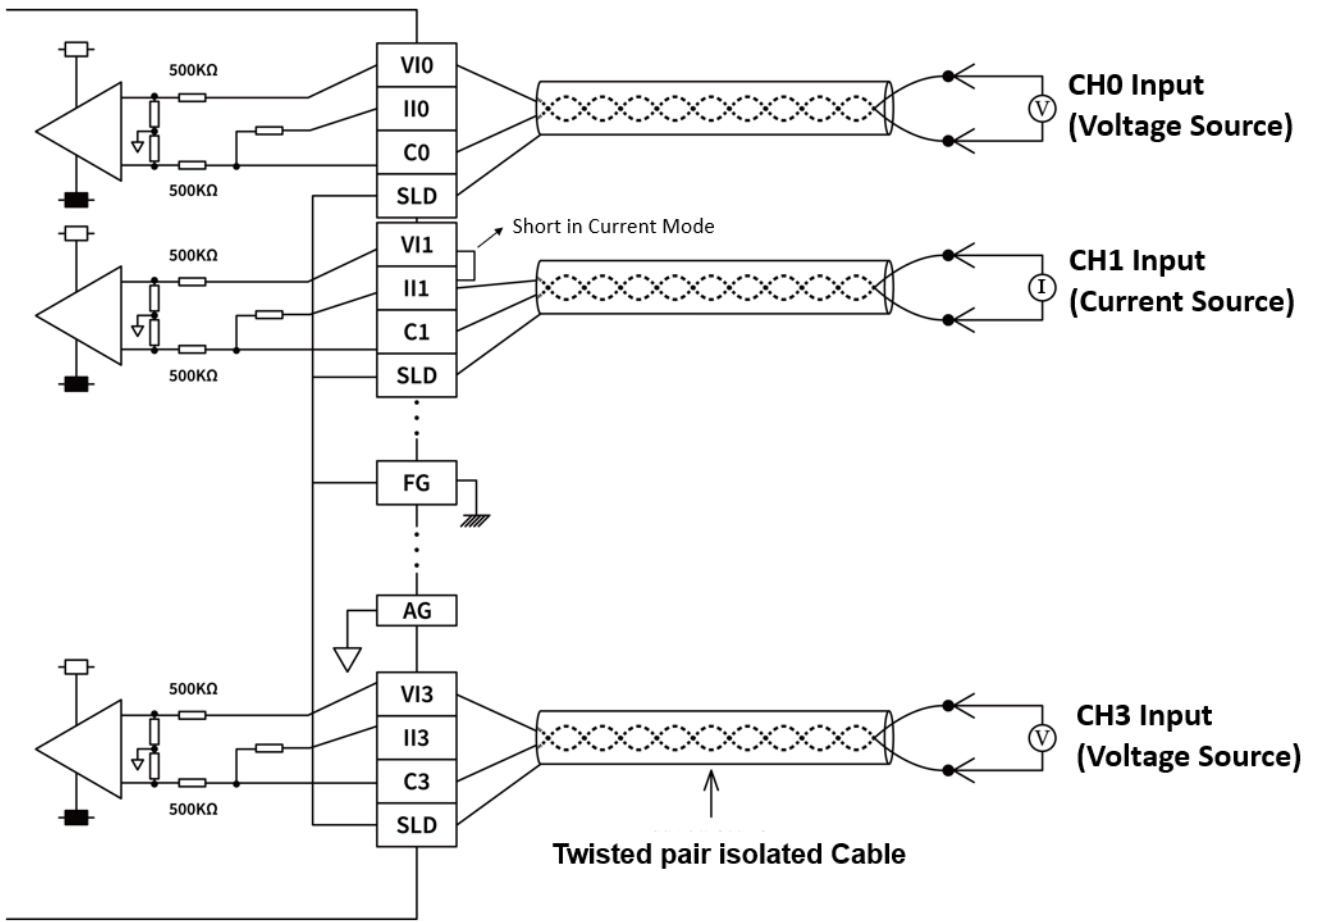 500KΩ
VI0
II0
C0
SLD
500KΩ
CH0 Input
(Voltage Source)
V
Short in Current Mode
500KΩ
VI1
II1
C1
SLD
500KΩ
CH1 Input
(Current Source)
I
FG
AG
500KΩ
VI3
II3
C3
SLD
500KΩ
CH3 Input
(Voltage Source)
V
Twisted pair isolated Cable